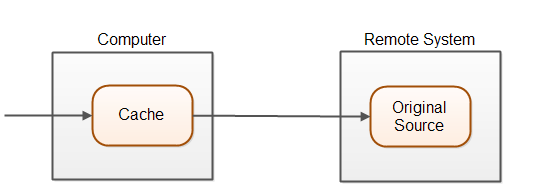 Computer
Remote System
Cache
Original
Source